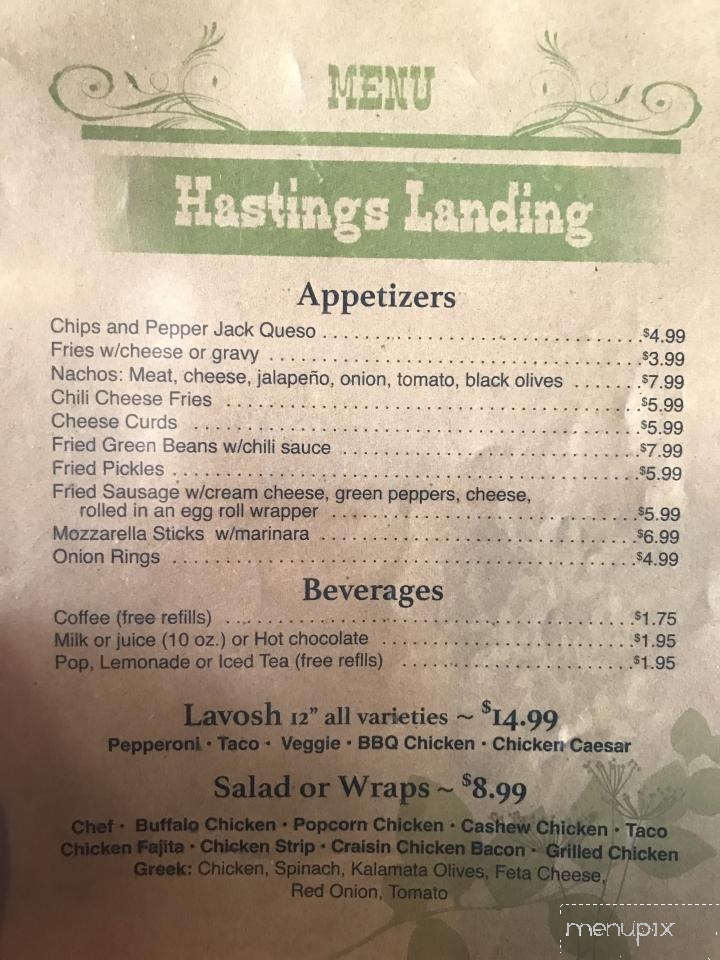 MENU
Hastings Landing
Appetizers
Chips and Pepper Jack Queso $4.99
Fries w/cheese or gravy $3.99
Nachos: Meat, cheese, jalapeño, onion, tomato, black olives $7.99
Chili Cheese Fries $5.99
Cheese Curds $5.99
Fried Green Beans w/chili sauce $7.99
Fried Pickles $5.99
Fried Sausage w/cream cheese, green peppers, cheese,
rolled in an egg roll wrapper $5.99
Mozzarella Sticks w/marinara $6.99
Onion Rings $4.99
Beverages
Coffee (free refills) $1.75
Milk or juice (10 oz.) or Hot chocolate $1.95
Pop, Lemonade or Iced Tea (free reflls) $1.95
Lavosh 12" all varieties ~ $14.99
Pepperoni • Taco • Veggie • BBQ Chicken • Chicken Caesar
Salad or Wraps ~ $8.99
Chef • Buffalo Chicken • Popcorn Chicken • Cashew Chicken • Taco
Chicken Fajita • Chicken Strip • Craisin Chicken Bacon • Grilled Chicken
Greek: Chicken, Spinach, Kalamata Olives, Feta Cheese,
Red Onion, Tomato
menupix